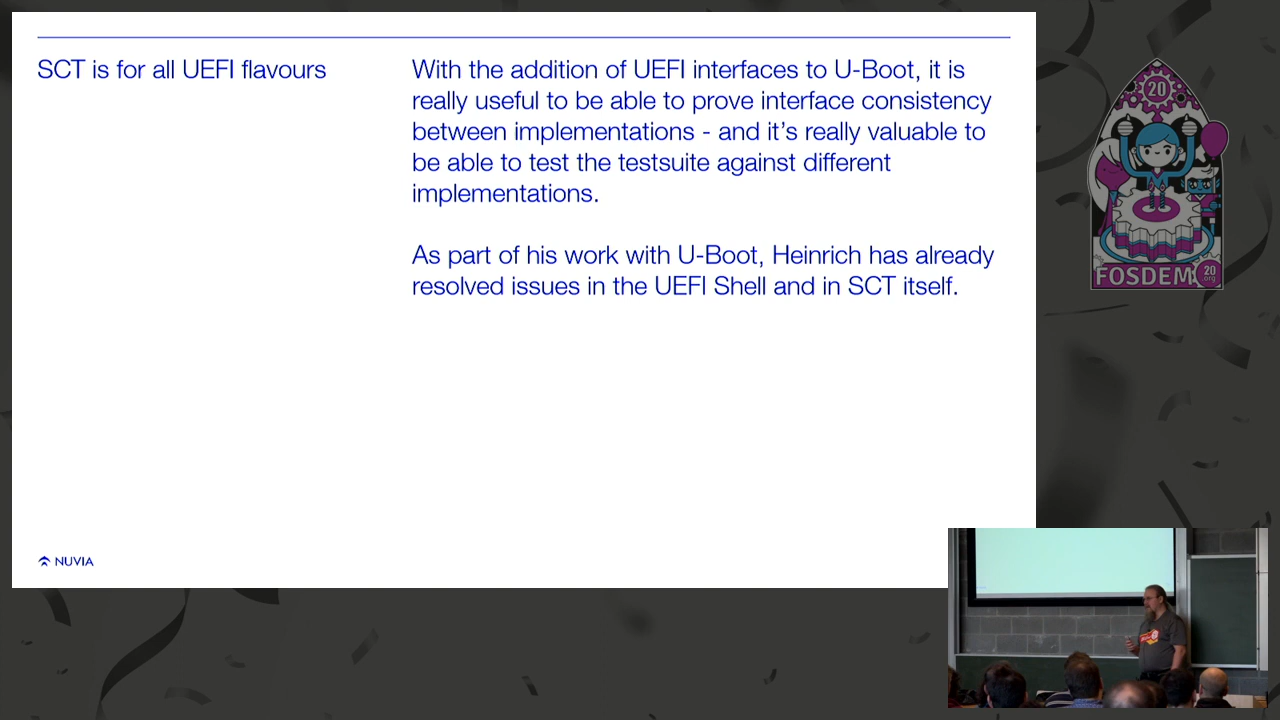 SCT is for all UEFI flavours
With the addition of UEFI interfaces to U-Boot, it is
really useful to be able to prove interface consistency
between implementations - and it's really valuable to
be able to test the testsuite against different
implementations.
As part of his work with U-Boot, Heinrich has already
resolved issues in the UEFI Shell and in SCT itself.
NUVIA
20
FOSDEM
20
.org